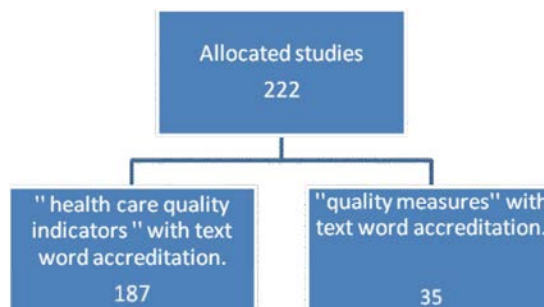 Allocated studies
222
" health care quality
indicators " with text
word accreditation.
187
"quality measures" with
text word accreditation.
35